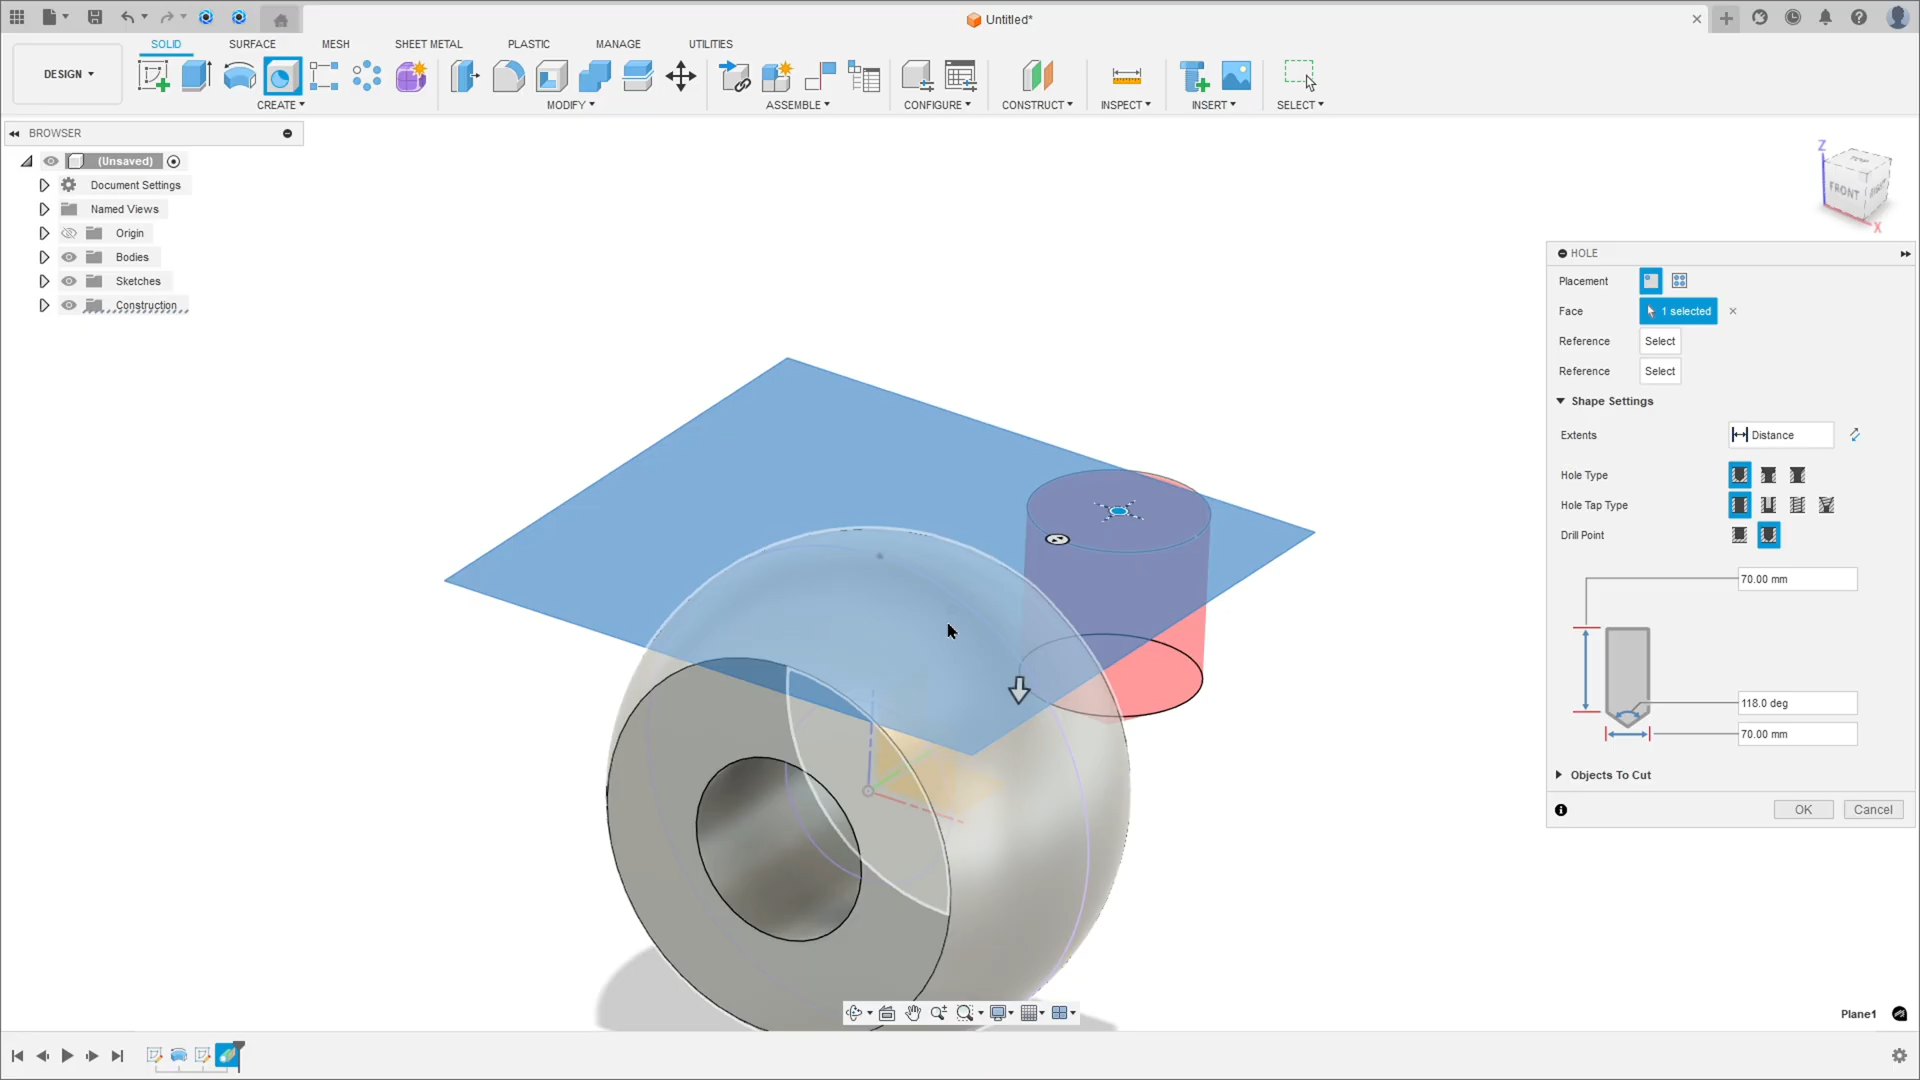 Untitled*
DESIGN
SOLID
SURFACE
MESH
SHEET METAL
PLASTIC
MANAGE
UTILITIES
CREATE
MODIFY
ASSEMBLE
CONFIGURE
CONSTRUCT
INSPECT
INSERT
SELECT
BROWSER
(Unsaved)
Document Settings
Named Views
Origin
Bodies
Sketches
Construction
Z
TOP
FRONT
RIGHT
X
HOLE
Placement
Face
1 selected
Reference
Select
Reference
Select
Shape Settings
Extents
Distance
Hole Type
Hole Tap Type
Drill Point
70.00 mm
118.0 deg
70.00 mm
Objects To Cut
OK
Cancel
Plane1